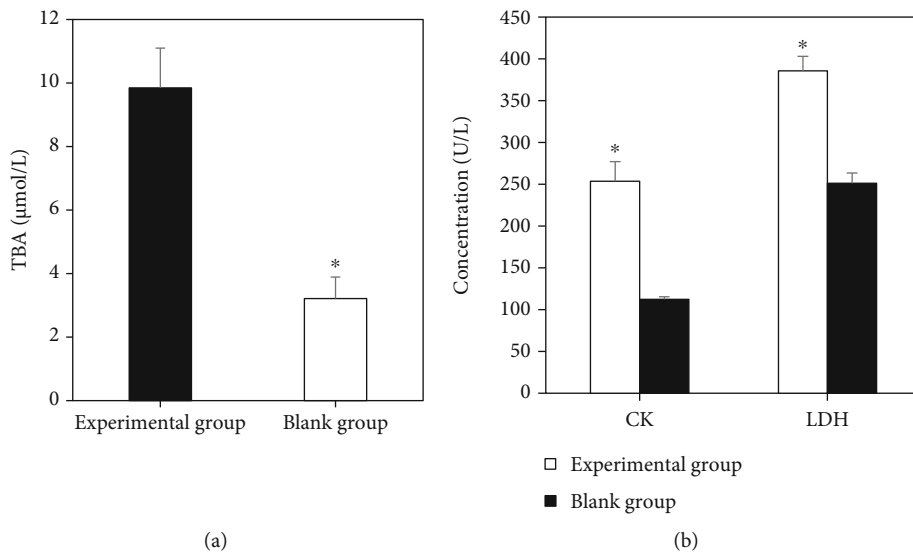 12
10
8
6
4
2
0
TBA (µmol/L)
*
Experimental group
Blank group
(a)
450
400
350
300
250
200
150
100
50
0
Concentration (U/L)
*
*
CK
LDH
Experimental group
Blank group
(b)